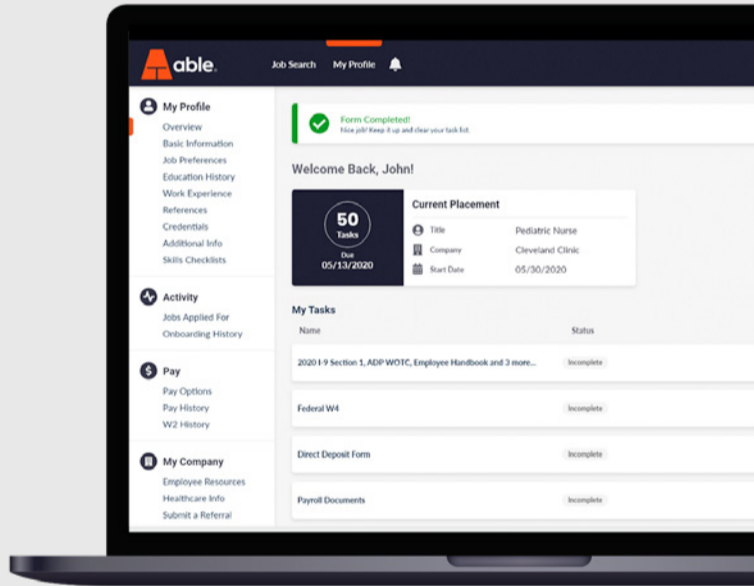 able.
Job Search My Profile
My Profile
Overview
Basic Information
Job Preferences
Education History
Work Experience
References
Credentials
Additional Info
Skills Checklists
Activity
Jobs Applied For
Onboarding History
Pay
Pay Options
Pay History
W2 History
My Company
Employee Resources
Healthcare Info
Submit a Referral
Form Completed!
Nice job! Keep it up and clear your task list.
Welcome Back, John!
50
Tasks
Due
05/13/2020
Current Placement
Title Pediatric Nurse
Company Cleveland Clinic
Start Date 05/30/2020
My Tasks
Name Status
2020 I-9 Section 1, ADP WOTC, Employee Handbook and 3 more... Incomplete
Federal W4 Incomplete
Direct Deposit Form Incomplete
Payroll Documents Incomplete